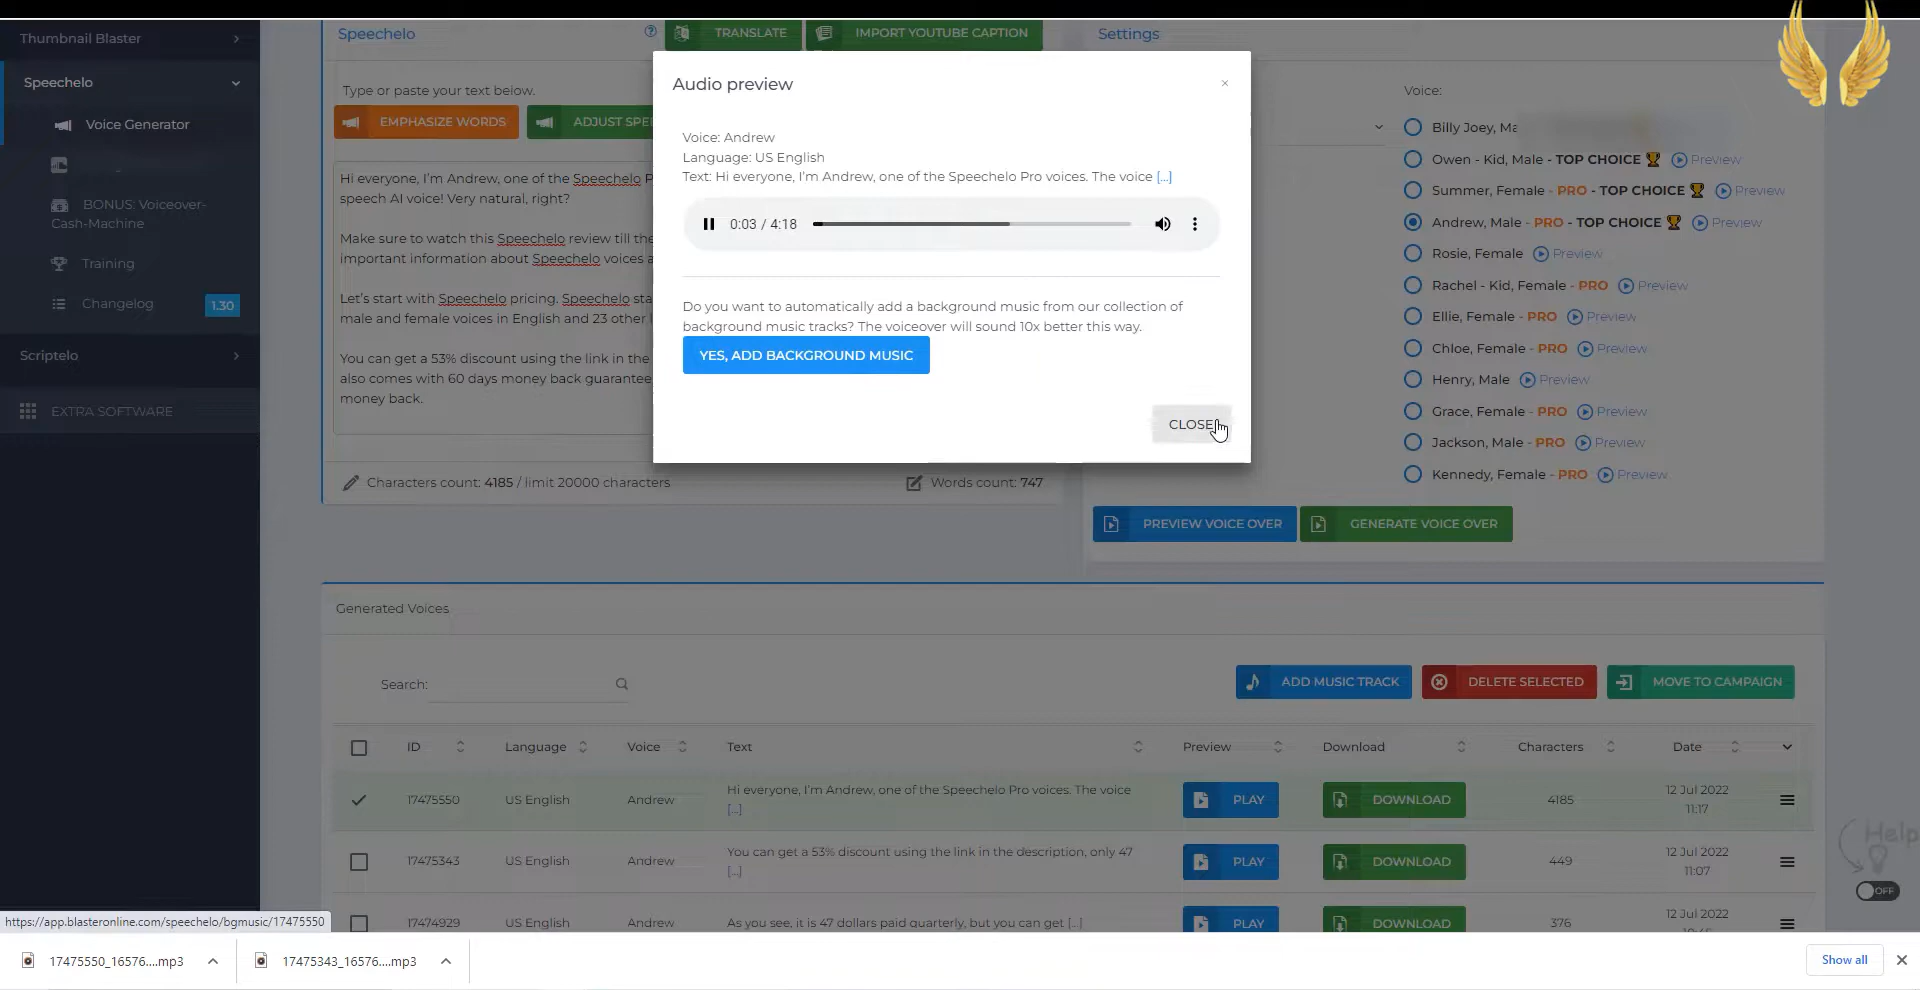 Thumbnail Blaster
Speechelo
Voice Generator
BONUS: Voiceover-
Cash-Machine
Training
Changelog
1.30
Scriptelo
EXTRA SOFTWARE
Speechelo
TRANSLATE
IMPORT YOUTUBE CAPTION
Type or paste your text below.
EMPHASIZE WORDS
ADJUST SPE
Hi everyone, I'm Andrew, one of the Speechelo P
speech AI voice! Very natural, right?
Make sure to watch this Speechelo review till the
important information about Speechelo voices a
Let's start with Speechelo pricing. Speechelo sta
male and female voices in English and 23 other l
You can get a 53% discount using the link in the
also comes with 60 days money back guarantee
money back.
Characters count: 4185 / limit 20000 characters
Words count: 747
Audio preview
×
Voice: Andrew
Language: US English
Text: Hi everyone, I'm Andrew, one of the Speechelo Pro voices. The voice [...]
0:03 / 4:18
Do you want to automatically add a background music from our collection of
background music tracks? The voiceover will sound 10x better this way.
YES, ADD BACKGROUND MUSIC
CLOSE
Settings
Voice:
Billy Joey, Ma
Owen - Kid, Male - TOP CHOICE Preview
Summer, Female - PRO - TOP CHOICE Preview
Andrew, Male - PRO - TOP CHOICE Preview
Rosie, Female Preview
Rachel - Kid, Female - PRO Preview
Ellie, Female - PRO Preview
Chloe, Female - PRO Preview
Henry, Male Preview
Grace, Female - PRO Preview
Jackson, Male - PRO Preview
Kennedy, Female - PRO Preview
PREVIEW VOICE OVER
GENERATE VOICE OVER
Generated Voices
Search:
ADD MUSIC TRACK
DELETE SELECTED
MOVE TO CAMPAIGN
ID Language Voice Text Preview Download Characters Date
17475550 US English Andrew Hi everyone, I'm Andrew, one of the Speechelo Pro voices. The voice
[...]
PLAY DOWNLOAD 4185 12 Jul 2022
11:17
17475343 US English Andrew You can get a 53% discount using the link in the description, only 47
[...]
PLAY DOWNLOAD 449 12 Jul 2022
11:07
17474929 US English Andrew As you see, it is 47 dollars paid quarterly, but you can get [...]
PLAY DOWNLOAD 376 12 Jul 2022
Help
OFF
https://app.blasteronline.com/speechelo/bgmusic/17475550
17475550_16576....mp3
17475343_16576....mp3
Show all